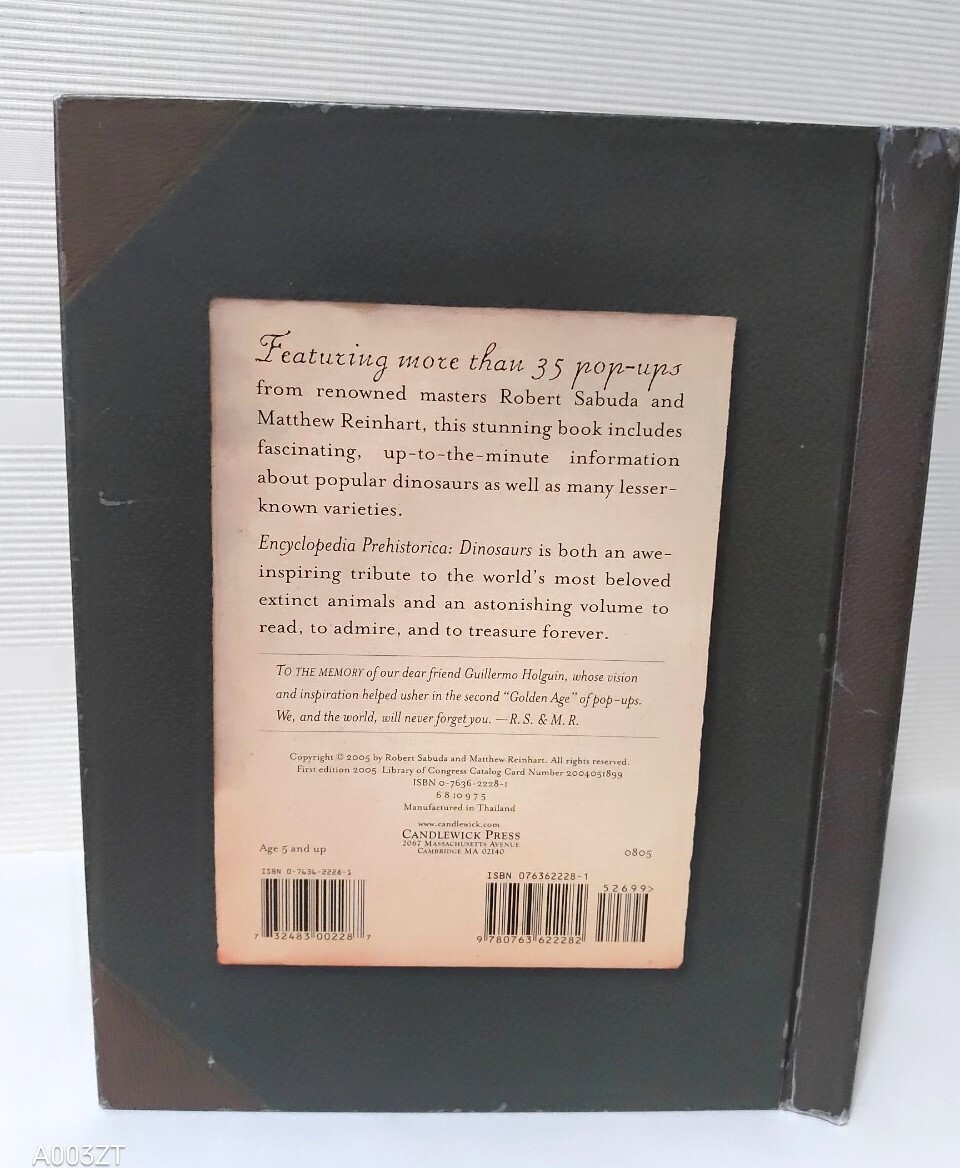 Featuring more than 35 pop-ups
from renowned masters Robert Sabuda and
Matthew Reinhart, this stunning book includes
fascinating, up-to-the-minute information
about popular dinosaurs as well as many lesser-
known varieties.
Encyclopedia Prehistorica: Dinosaurs is both an awe-
inspiring tribute to the world's most beloved
extinct animals and an astonishing volume to
read, to admire, and to treasure forever.
TO THE MEMORY of our dear friend Guillermo Holguin, whose vision
and inspiration helped usher in the second "Golden Age" of pop-ups.
We, and the world, will never forget you. —R. S. & M. R.
Copyright © 2005 by Robert Sabuda and Matthew Reinhart. All rights reserved.
First edition 2005 Library of Congress Catalog Card Number 2004051899
ISBN 0-7636-2228-1
6 8 10 9 7 5
Manufactured in Thailand
www.candlewick.com
CANDLEWICK PRESS
2067 MASSACHUSETTS AVENUE
CAMBRIDGE MA 02140
Age 5 and up
0805
ISBN 0-7636-2228-1
7 32483 00228 7
ISBN 076362228-1
52699>
9 780763 622282
A003ZT